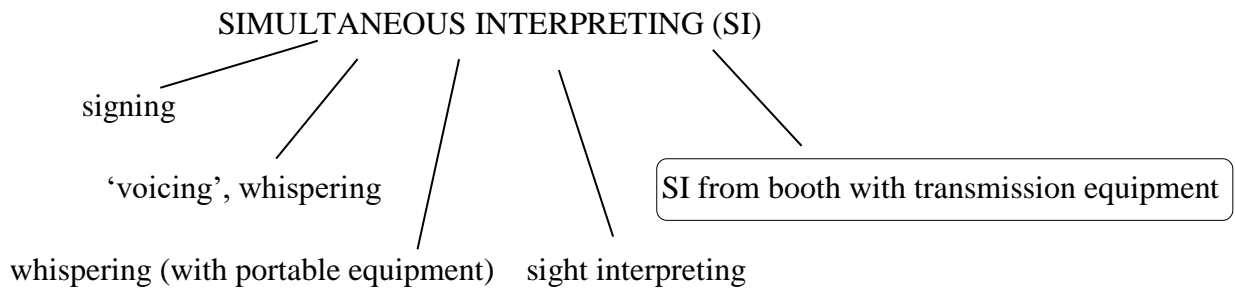 SIMULTANEOUS INTERPRETING (SI)
signing
‘voicing’, whispering
SI from booth with transmission equipment
whispering (with portable equipment)
sight interpreting